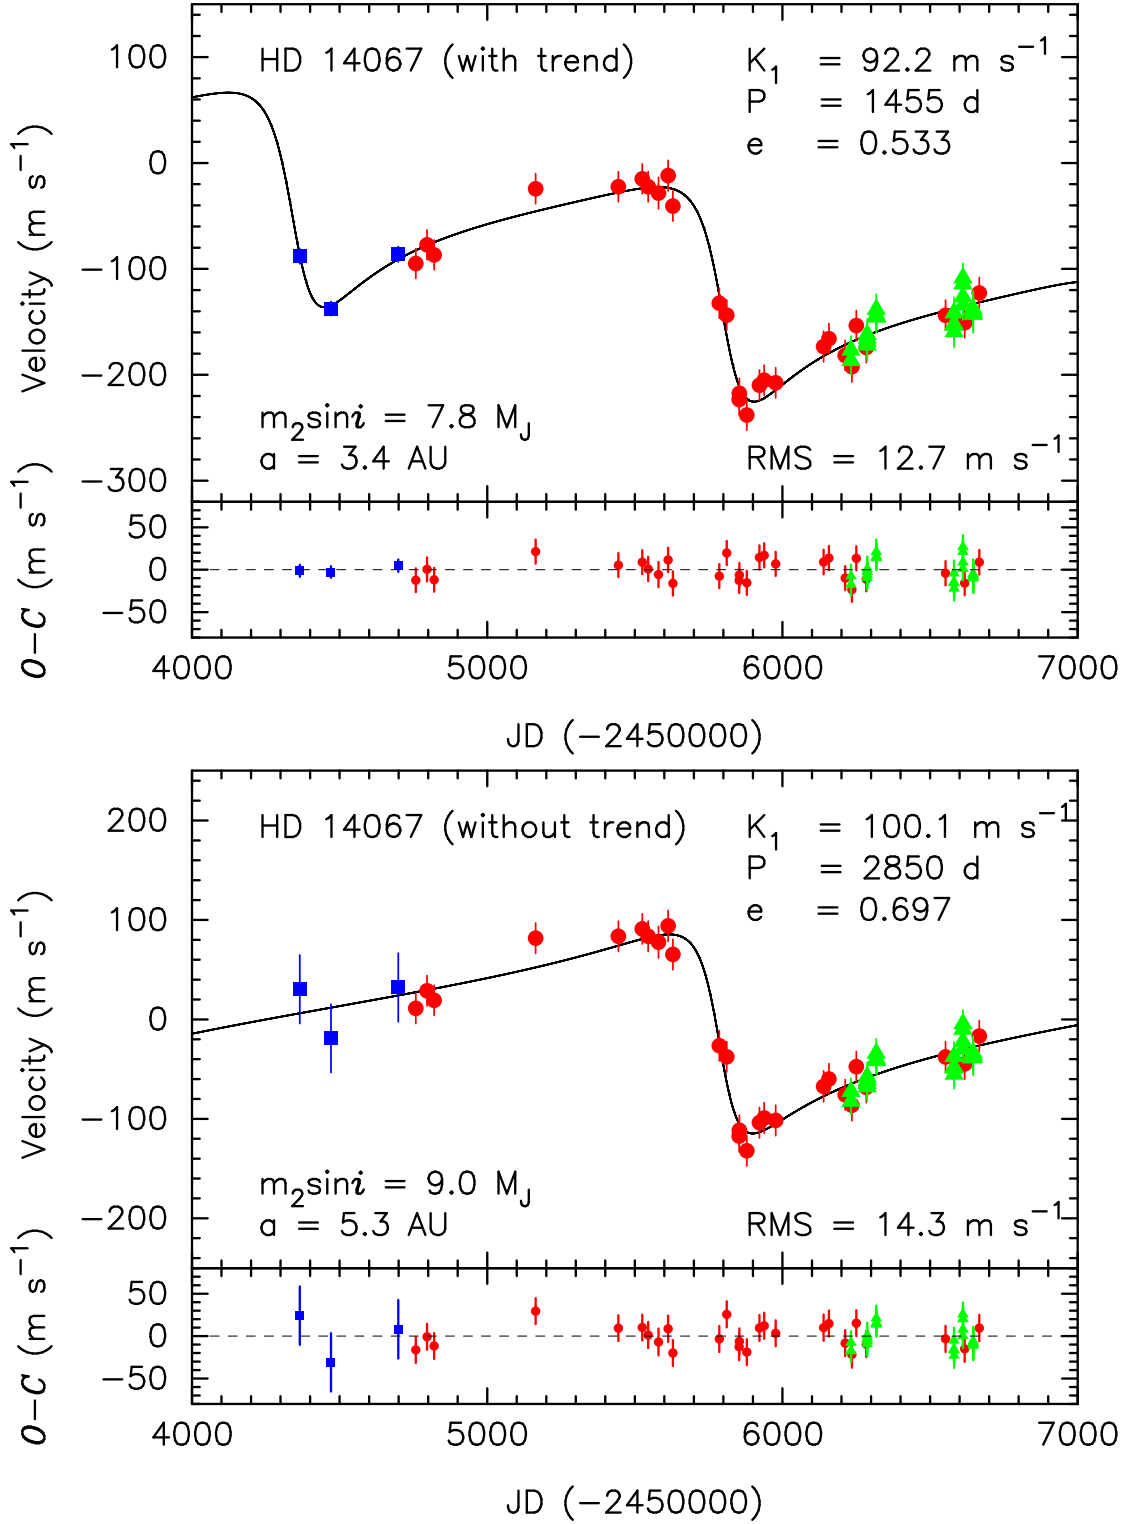 HD 14067 (with trend)
K₁ = 92.2 m s⁻¹
P = 1455 d
e = 0.533
100
0
−100
−200
−300
Velocity (m s⁻¹)
m₂sini = 7.8 M_J
a = 3.4 AU
RMS = 12.7 m s⁻¹
50
0
−50
O−C (m s⁻¹)
4000 5000 6000 7000
JD (−2450000)
HD 14067 (without trend)
K₁ = 100.1 m s⁻¹
P = 2850 d
e = 0.697
200
100
0
−100
−200
Velocity (m s⁻¹)
m₂sini = 9.0 M_J
a = 5.3 AU
RMS = 14.3 m s⁻¹
50
0
−50
O−C (m s⁻¹)
4000 5000 6000 7000
JD (−2450000)